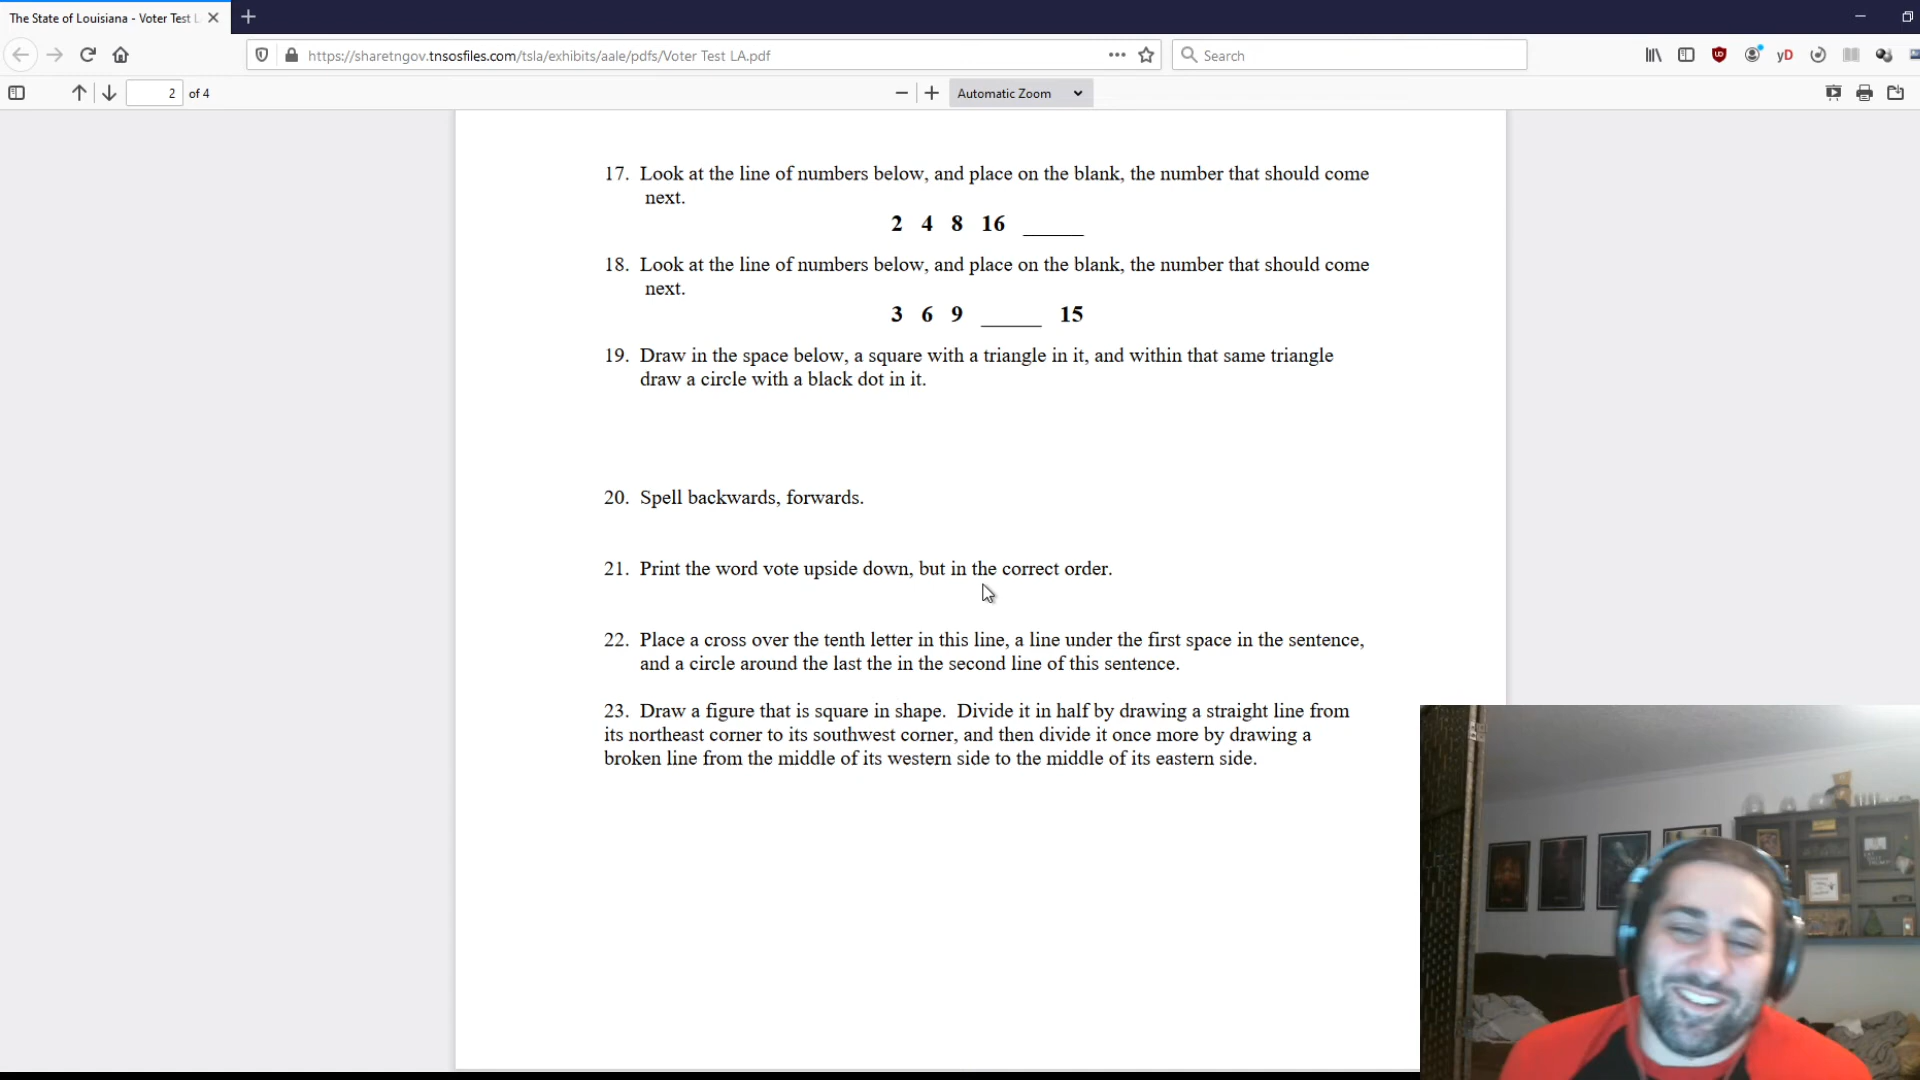 The State of Louisiana - Voter Test L
https://sharetngov.tnsosfiles.com/tsla/exhibits/aale/pdfs/Voter Test LA.pdf
Search
yD
2 of 4
Automatic Zoom
17. Look at the line of numbers below, and place on the blank, the number that should come
next.
2 4 8 16 _____
18. Look at the line of numbers below, and place on the blank, the number that should come
next.
3 6 9 _____ 15
19. Draw in the space below, a square with a triangle in it, and within that same triangle
draw a circle with a black dot in it.
20. Spell backwards, forwards.
21. Print the word vote upside down, but in the correct order.
22. Place a cross over the tenth letter in this line, a line under the first space in the sentence,
and a circle around the last the in the second line of this sentence.
23. Draw a figure that is square in shape. Divide it in half by drawing a straight line from
its northeast corner to its southwest corner, and then divide it once more by drawing a
broken line from the middle of its western side to the middle of its eastern side.